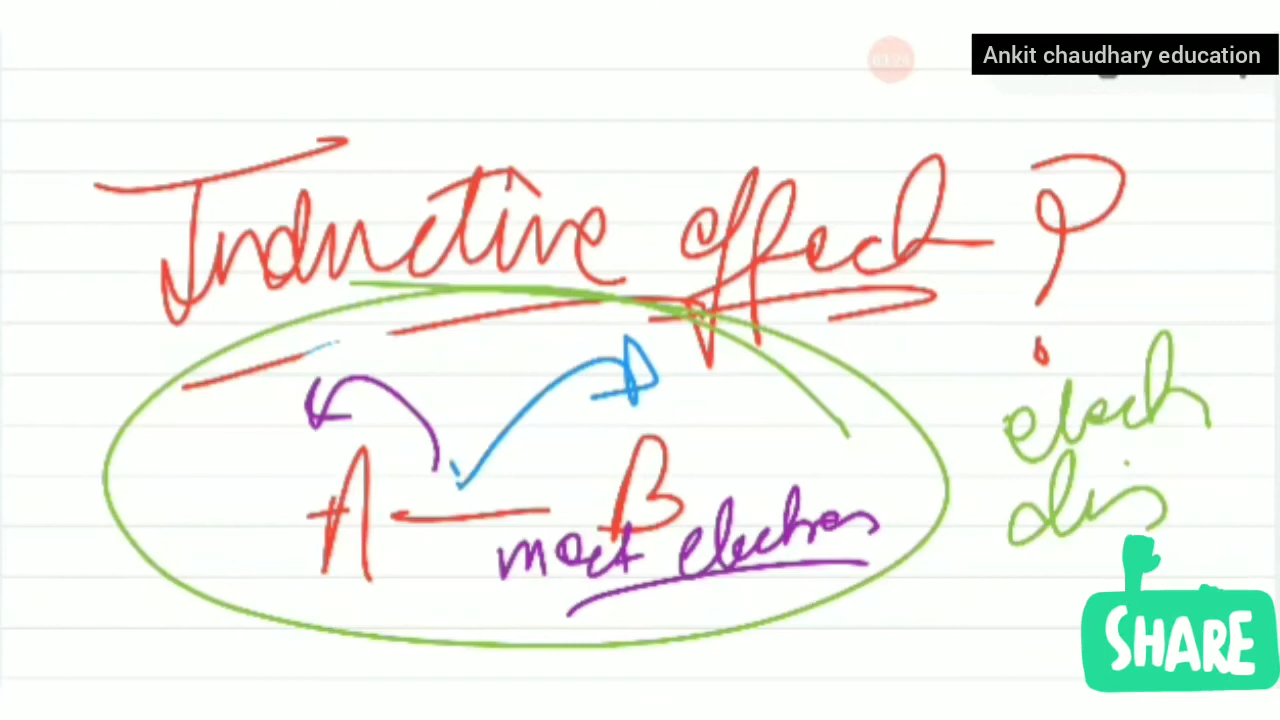 Ankit chaudhary education
Inductive effect ?
A — B
most electron
elect
dis
SHARE